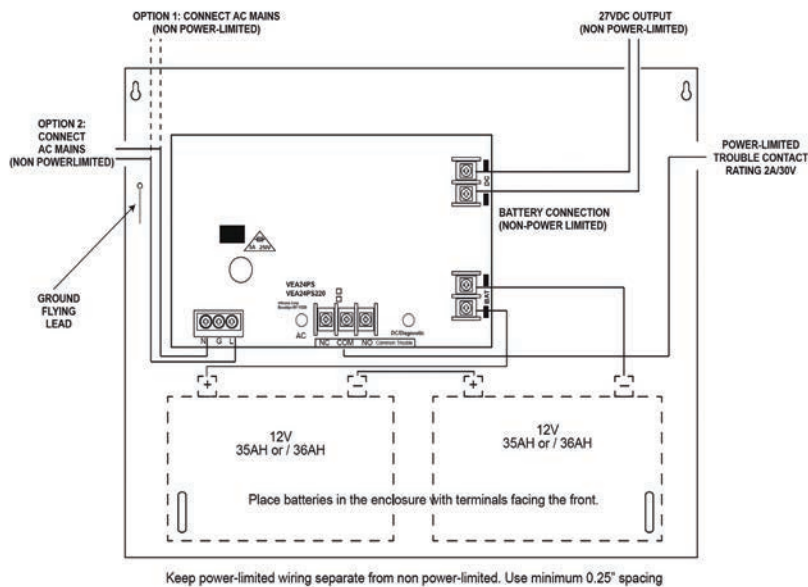 OPTION 1: CONNECT AC MAINS
(NON POWER-LIMITED)
27VDC OUTPUT
(NON POWER-LIMITED)
OPTION 2:
CONNECT
AC MAINS
(NON POWERLIMITED)
POWER-LIMITED
TROUBLE CONTACT
RATING 2A/30V
DC
BATTERY CONNECTION
(NON-POWER LIMITED)
250V
GROUND
FLYING
LEAD
VEA24PS
VEA24PS220
BAT
N G L
AC
DC/Diagnostic
NC COM NO Common Trouble
+ − + −
12V
35AH or / 36AH
12V
35AH or / 36AH
Place batteries in the enclosure with terminals facing the front.
Keep power-limited wiring separate from non power-limited. Use minimum 0.25" spacing